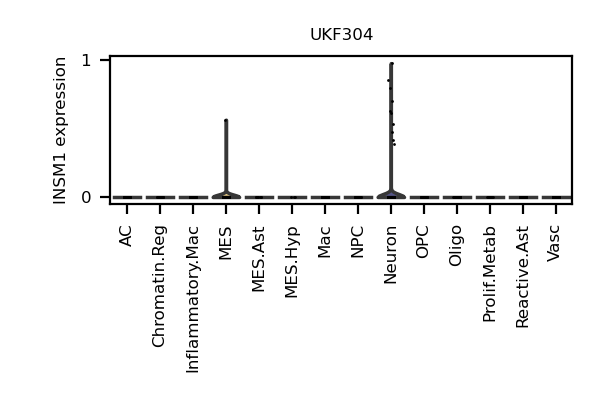 UKF304
INSM1 expression
1
0
AC
Chromatin.Reg
Inflammatory.Mac
MES
MES.Ast
MES.Hyp
Mac
NPC
Neuron
OPC
Oligo
Prolif.Metab
Reactive.Ast
Vasc